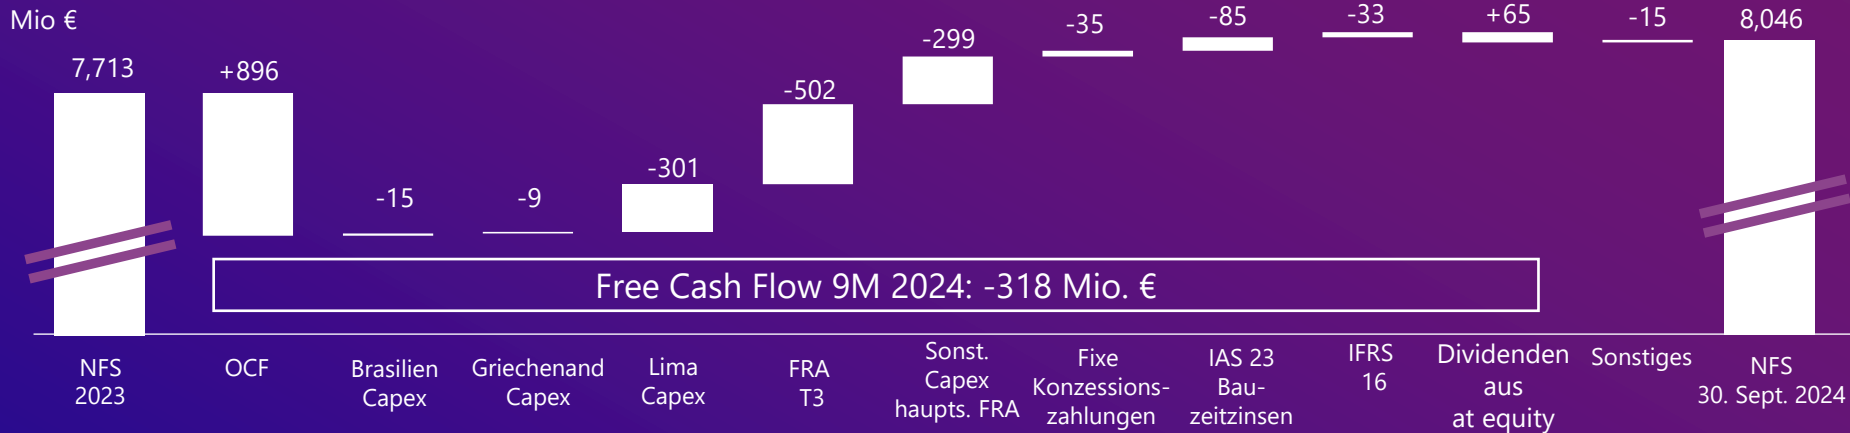 Mio €
7,713
+896
-15
-9
-301
-502
-299
-35
-85
-33
+65
-15
8,046
Free Cash Flow 9M 2024: -318 Mio. €
NFS
2023
OCF
Brasilien
Capex
Griechenand
Capex
Lima
Capex
FRA
T3
Sonst.
Capex
haupts. FRA
Fixe
Konzessions-
zahlungen
IAS 23
Bau-
zeitzinsen
IFRS
16
Dividenden
aus
at equity
Sonstiges
NFS
30. Sept. 2024